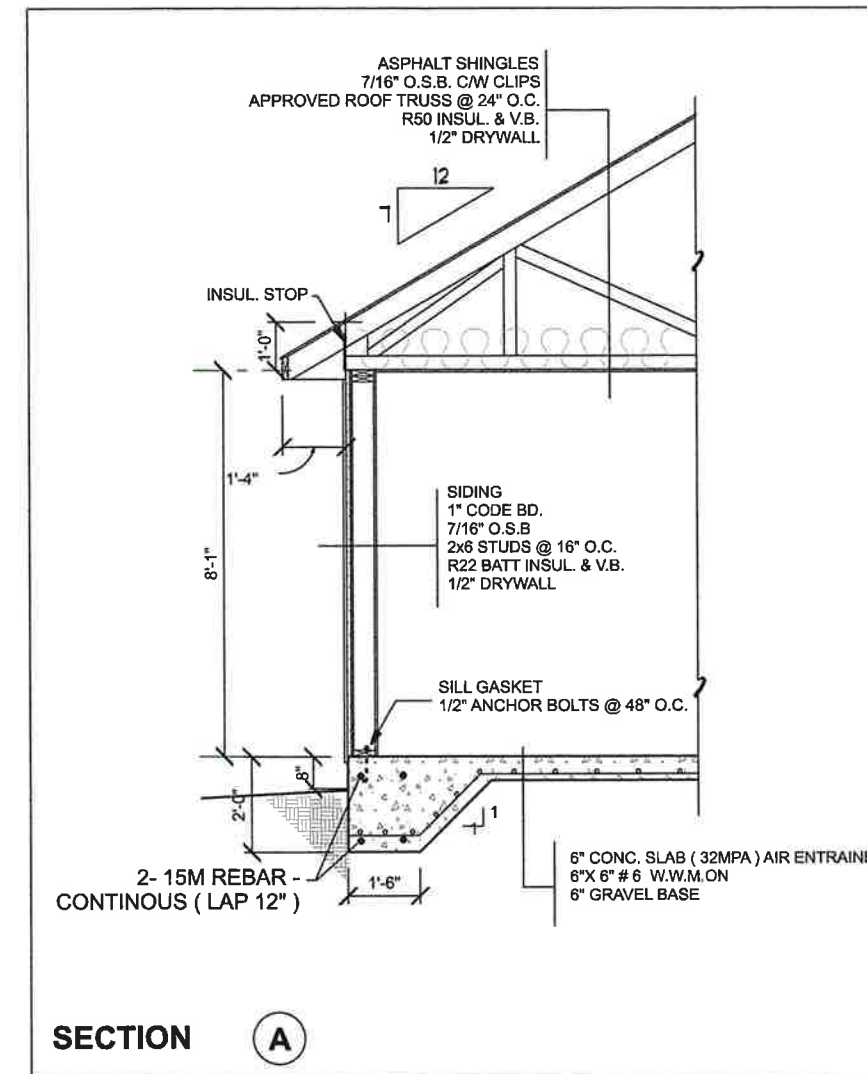 ASPHALT SHINGLES
7/16" O.S.B. C/W CLIPS
APPROVED ROOF TRUSS @ 24" O.C.
R50 INSUL. & V.B.
1/2" DRYWALL
12
7
INSUL. STOP
1'-0"
1'-4"
8'-1"
SIDING
1" CODE BD.
7/16" O.S.B
2x6 STUDS @ 16" O.C.
R22 BATT INSUL. & V.B.
1/2" DRYWALL
SILL GASKET
1/2" ANCHOR BOLTS @ 48" O.C.
8"
2'-0"
1
1
2- 15M REBAR -
CONTINOUS ( LAP 12" )
1'-6"
6" CONC. SLAB ( 32MPA ) AIR ENTRAINE
6"X 6" # 6 W.W.M. ON
6" GRAVEL BASE
SECTION A